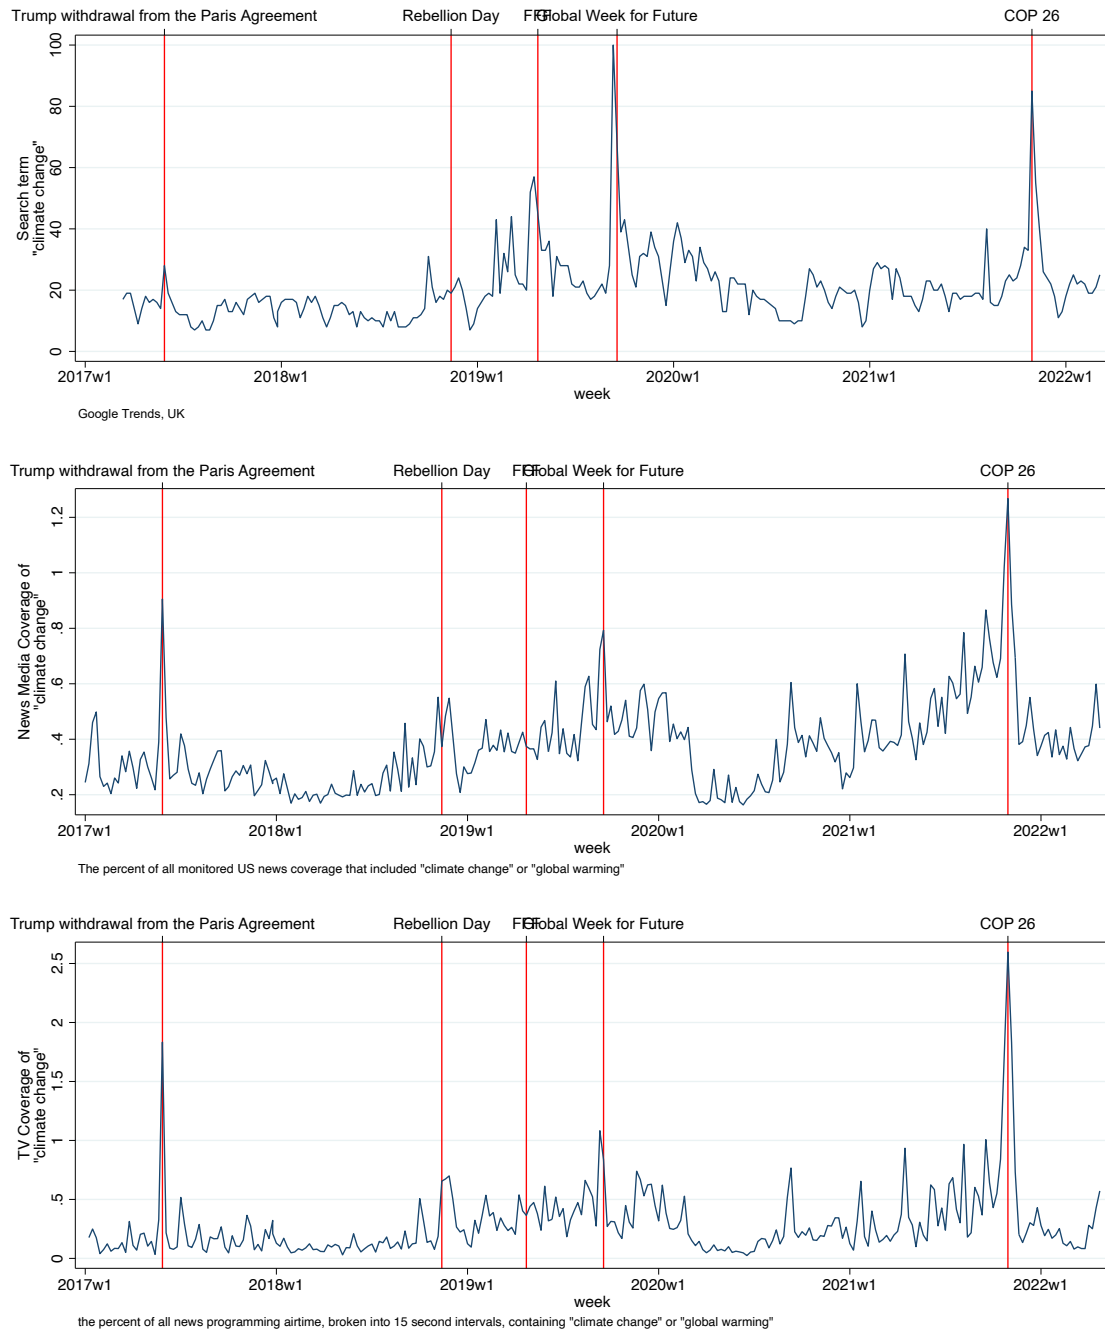 Trump withdrawal from the Paris Agreement Rebellion Day FFF Global Week for Future COP 26
Search term
"climate change"
100
80
60
40
20
0
2017w1 2018w1 2019w1 2020w1 2021w1 2022w1
week
Google Trends, UK
Trump withdrawal from the Paris Agreement Rebellion Day FFF Global Week for Future COP 26
News Media Coverage of
"climate change"
1.2
1
.8
.6
.4
.2
2017w1 2018w1 2019w1 2020w1 2021w1 2022w1
week
The percent of all monitored US news coverage that included "climate change" or "global warming"
Trump withdrawal from the Paris Agreement Rebellion Day FFF Global Week for Future COP 26
TV Coverage of
"climate change"
2.5
2
1.5
1
.5
0
2017w1 2018w1 2019w1 2020w1 2021w1 2022w1
week
the percent of all news programming airtime, broken into 15 second intervals, containing "climate change" or "global warming"